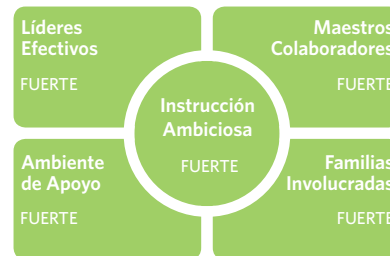 Líderes
Efectivos
FUERTE
Maestros
Colaboradores
FUERTE
Instrucción
Ambiciosa
FUERTE
Ambiente
de Apoyo
FUERTE
Familias
Involucradas
FUERTE